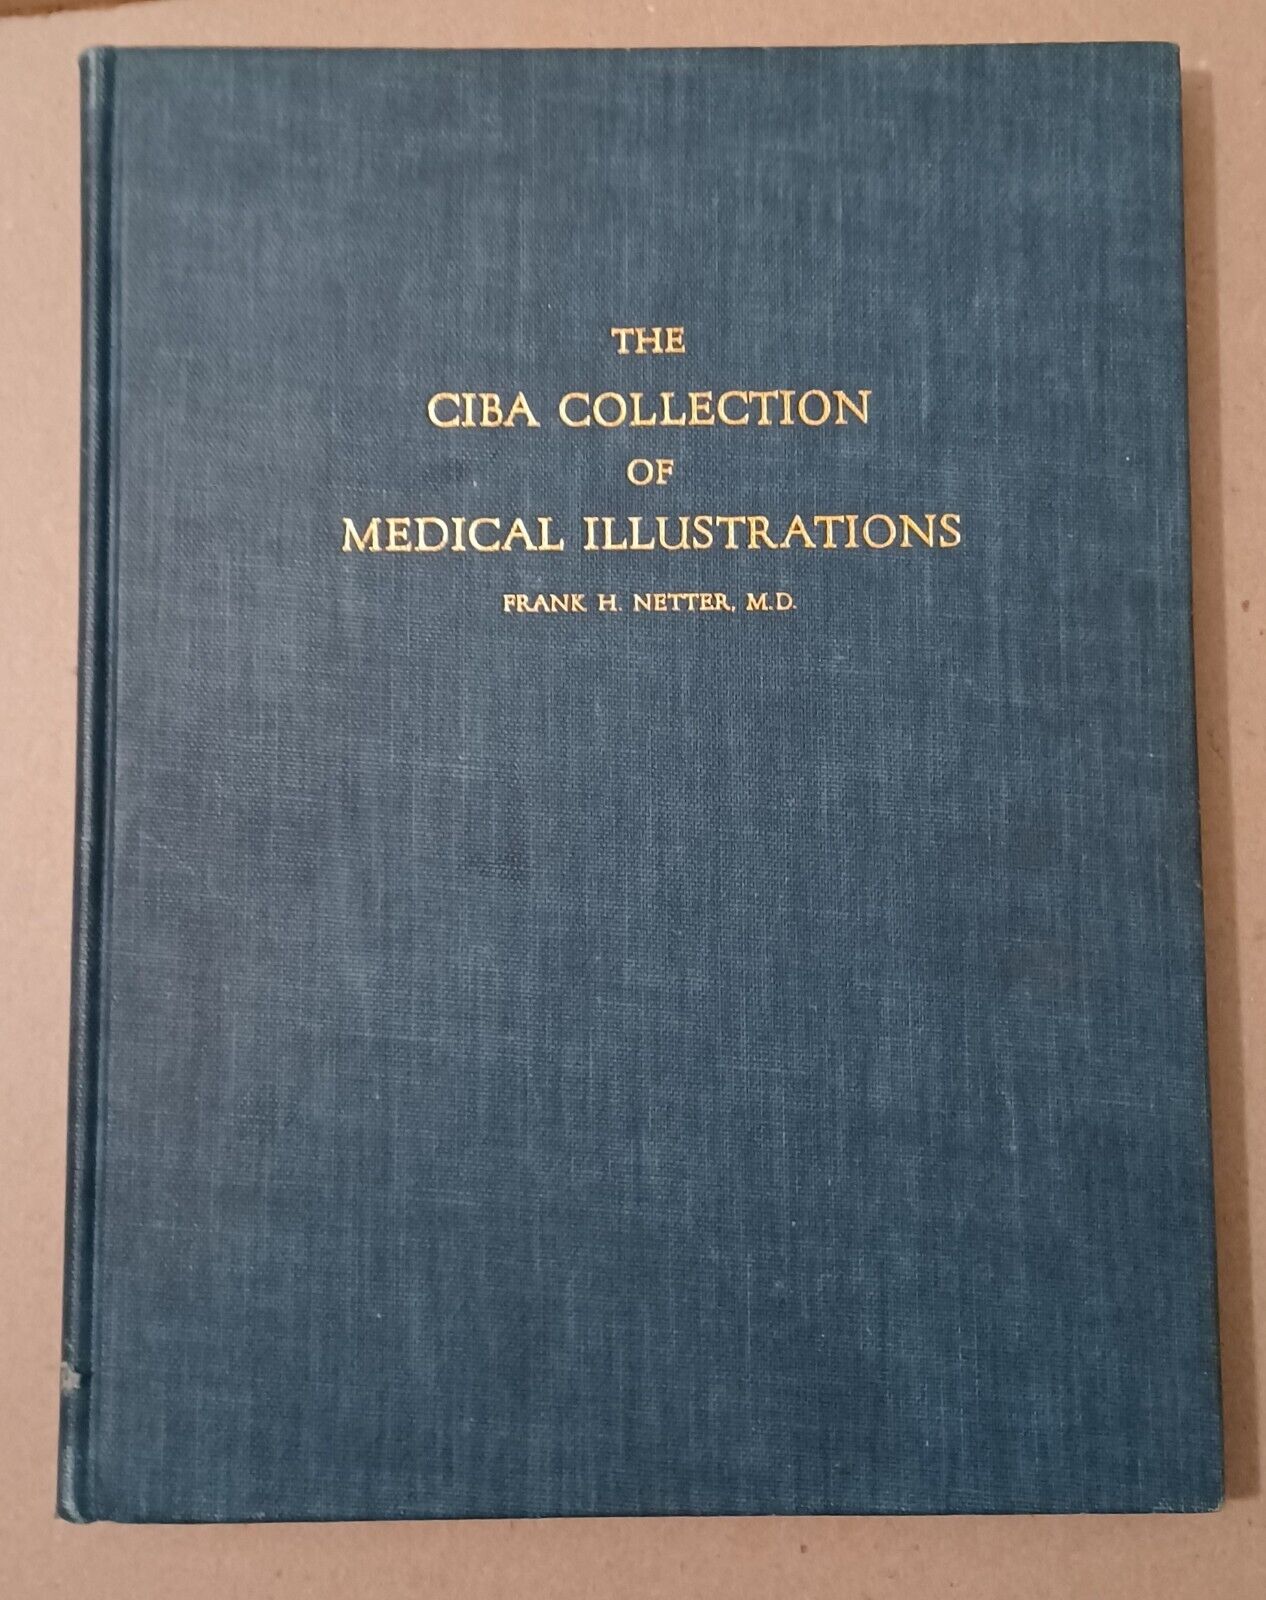 THE
CIBA COLLECTION
OF
MEDICAL ILLUSTRATIONS
FRANK H. NETTER, M.D.